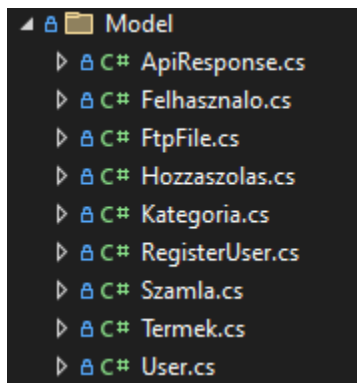 Model
C# ApiResponse.cs
C# Felhasznalo.cs
C# FtpFile.cs
C# Hozzaszolas.cs
C# Kategoria.cs
C# RegisterUser.cs
C# Szamla.cs
C# Termek.cs
C# User.cs